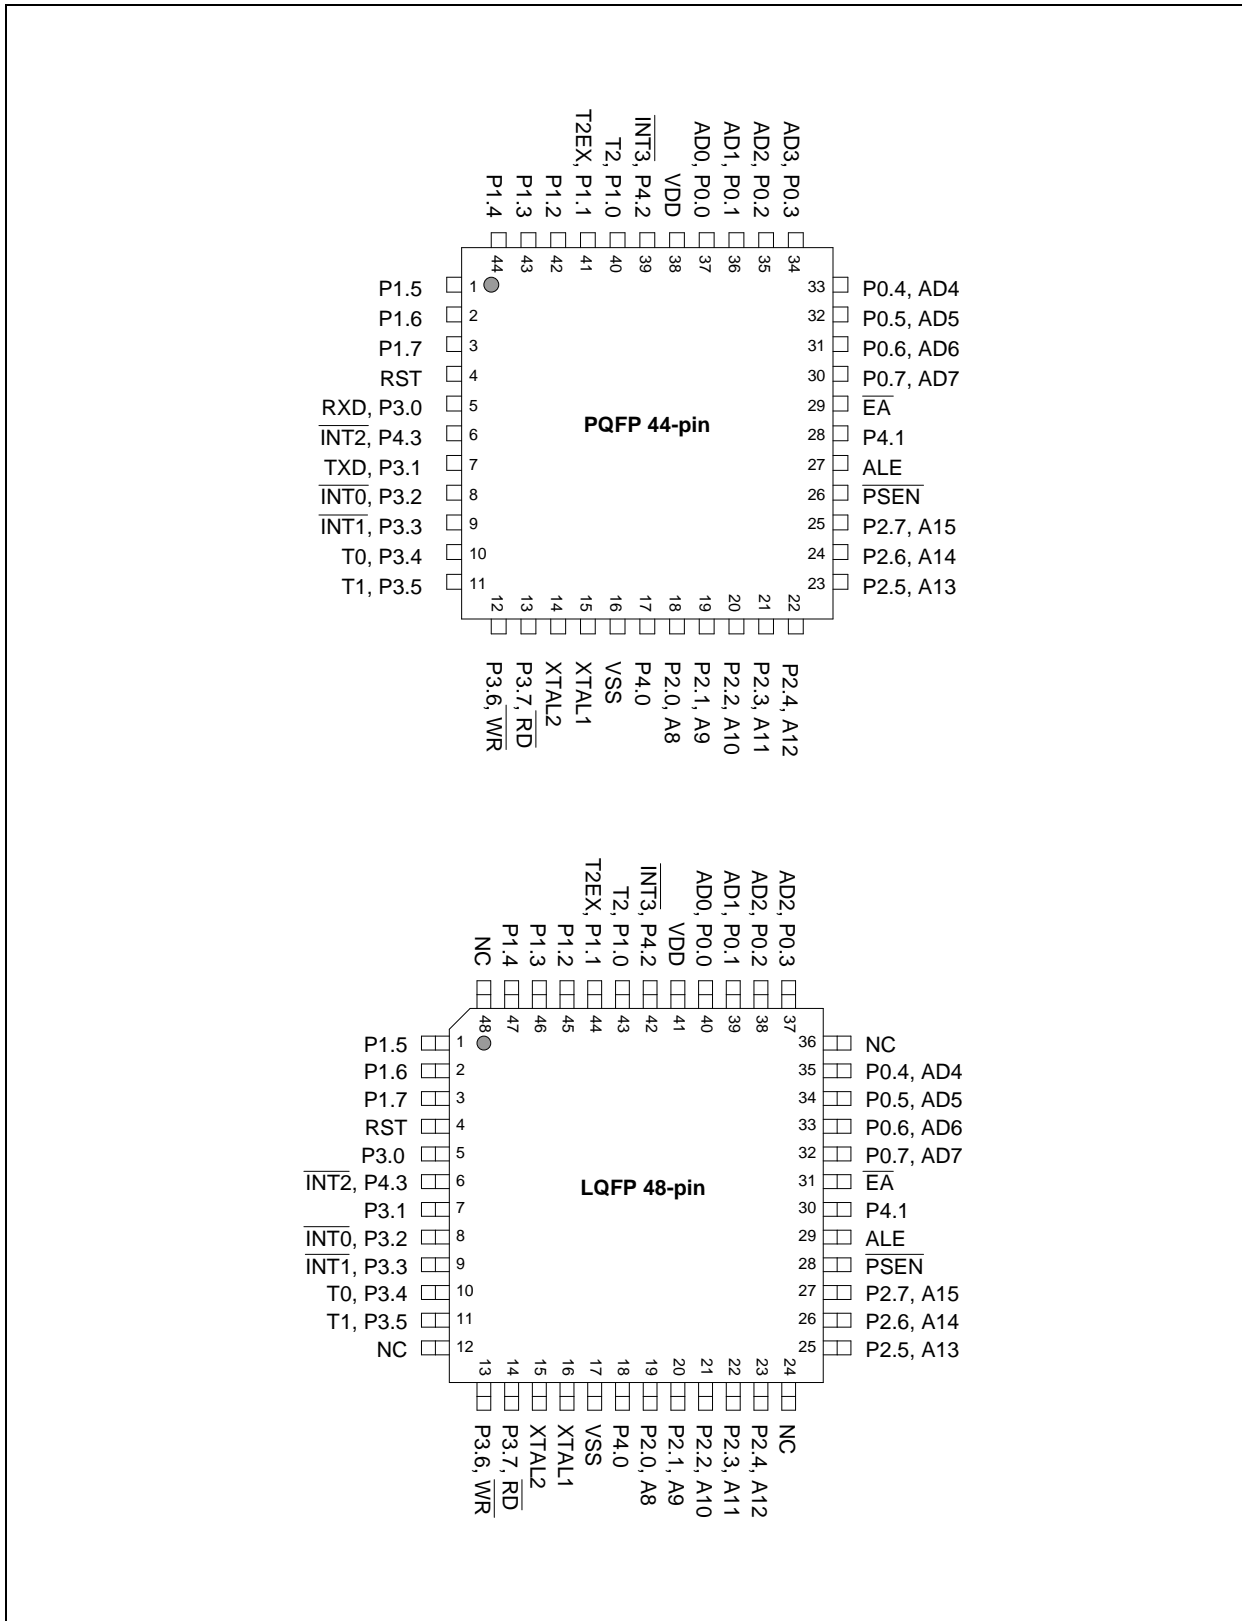 T2EX, P1.1
T2, P1.0
INT3, P4.2
AD0, P0.0
AD1, P0.1
AD2, P0.2
AD3, P0.3
P1.4
P1.3
P1.2
VDD
44
43
42
41
40
39
38
37
36
35
34
P1.5 1
P1.6 2
P1.7 3
RST 4
RXD, P3.0 5
INT2, P4.3 6
TXD, P3.1 7
INT0, P3.2 8
INT1, P3.3 9
T0, P3.4 10
T1, P3.5 11
PQFP 44-pin
33 P0.4, AD4
32 P0.5, AD5
31 P0.6, AD6
30 P0.7, AD7
29 EA
28 P4.1
27 ALE
26 PSEN
25 P2.7, A15
24 P2.6, A14
23 P2.5, A13
12
13
14
15
16
17
18
19
20
21
22
P3.6, WR
P3.7, RD
XTAL2
XTAL1
VSS
P4.0
P2.0, A8
P2.1, A9
P2.2, A10
P2.3, A11
P2.4, A12
NC
P1.4
P1.3
P1.2
T2EX, P1.1
T2, P1.0
INT3, P4.2
VDD
AD0, P0.0
AD1, P0.1
AD2, P0.2
AD2, P0.3
48
47
46
45
44
43
42
41
40
39
38
37
P1.5 1
P1.6 2
P1.7 3
RST 4
P3.0 5
INT2, P4.3 6
P3.1 7
INT0, P3.2 8
INT1, P3.3 9
T0, P3.4 10
T1, P3.5 11
NC 12
LQFP 48-pin
36 NC
35 P0.4, AD4
34 P0.5, AD5
33 P0.6, AD6
32 P0.7, AD7
31 EA
30 P4.1
29 ALE
28 PSEN
27 P2.7, A15
26 P2.6, A14
25 P2.5, A13
13
14
15
16
17
18
19
20
21
22
23
24
P3.6, WR
P3.7, RD
XTAL2
XTAL1
VSS
P4.0
P2.0, A8
P2.1, A9
P2.2, A10
P2.3, A11
P2.4, A12
NC